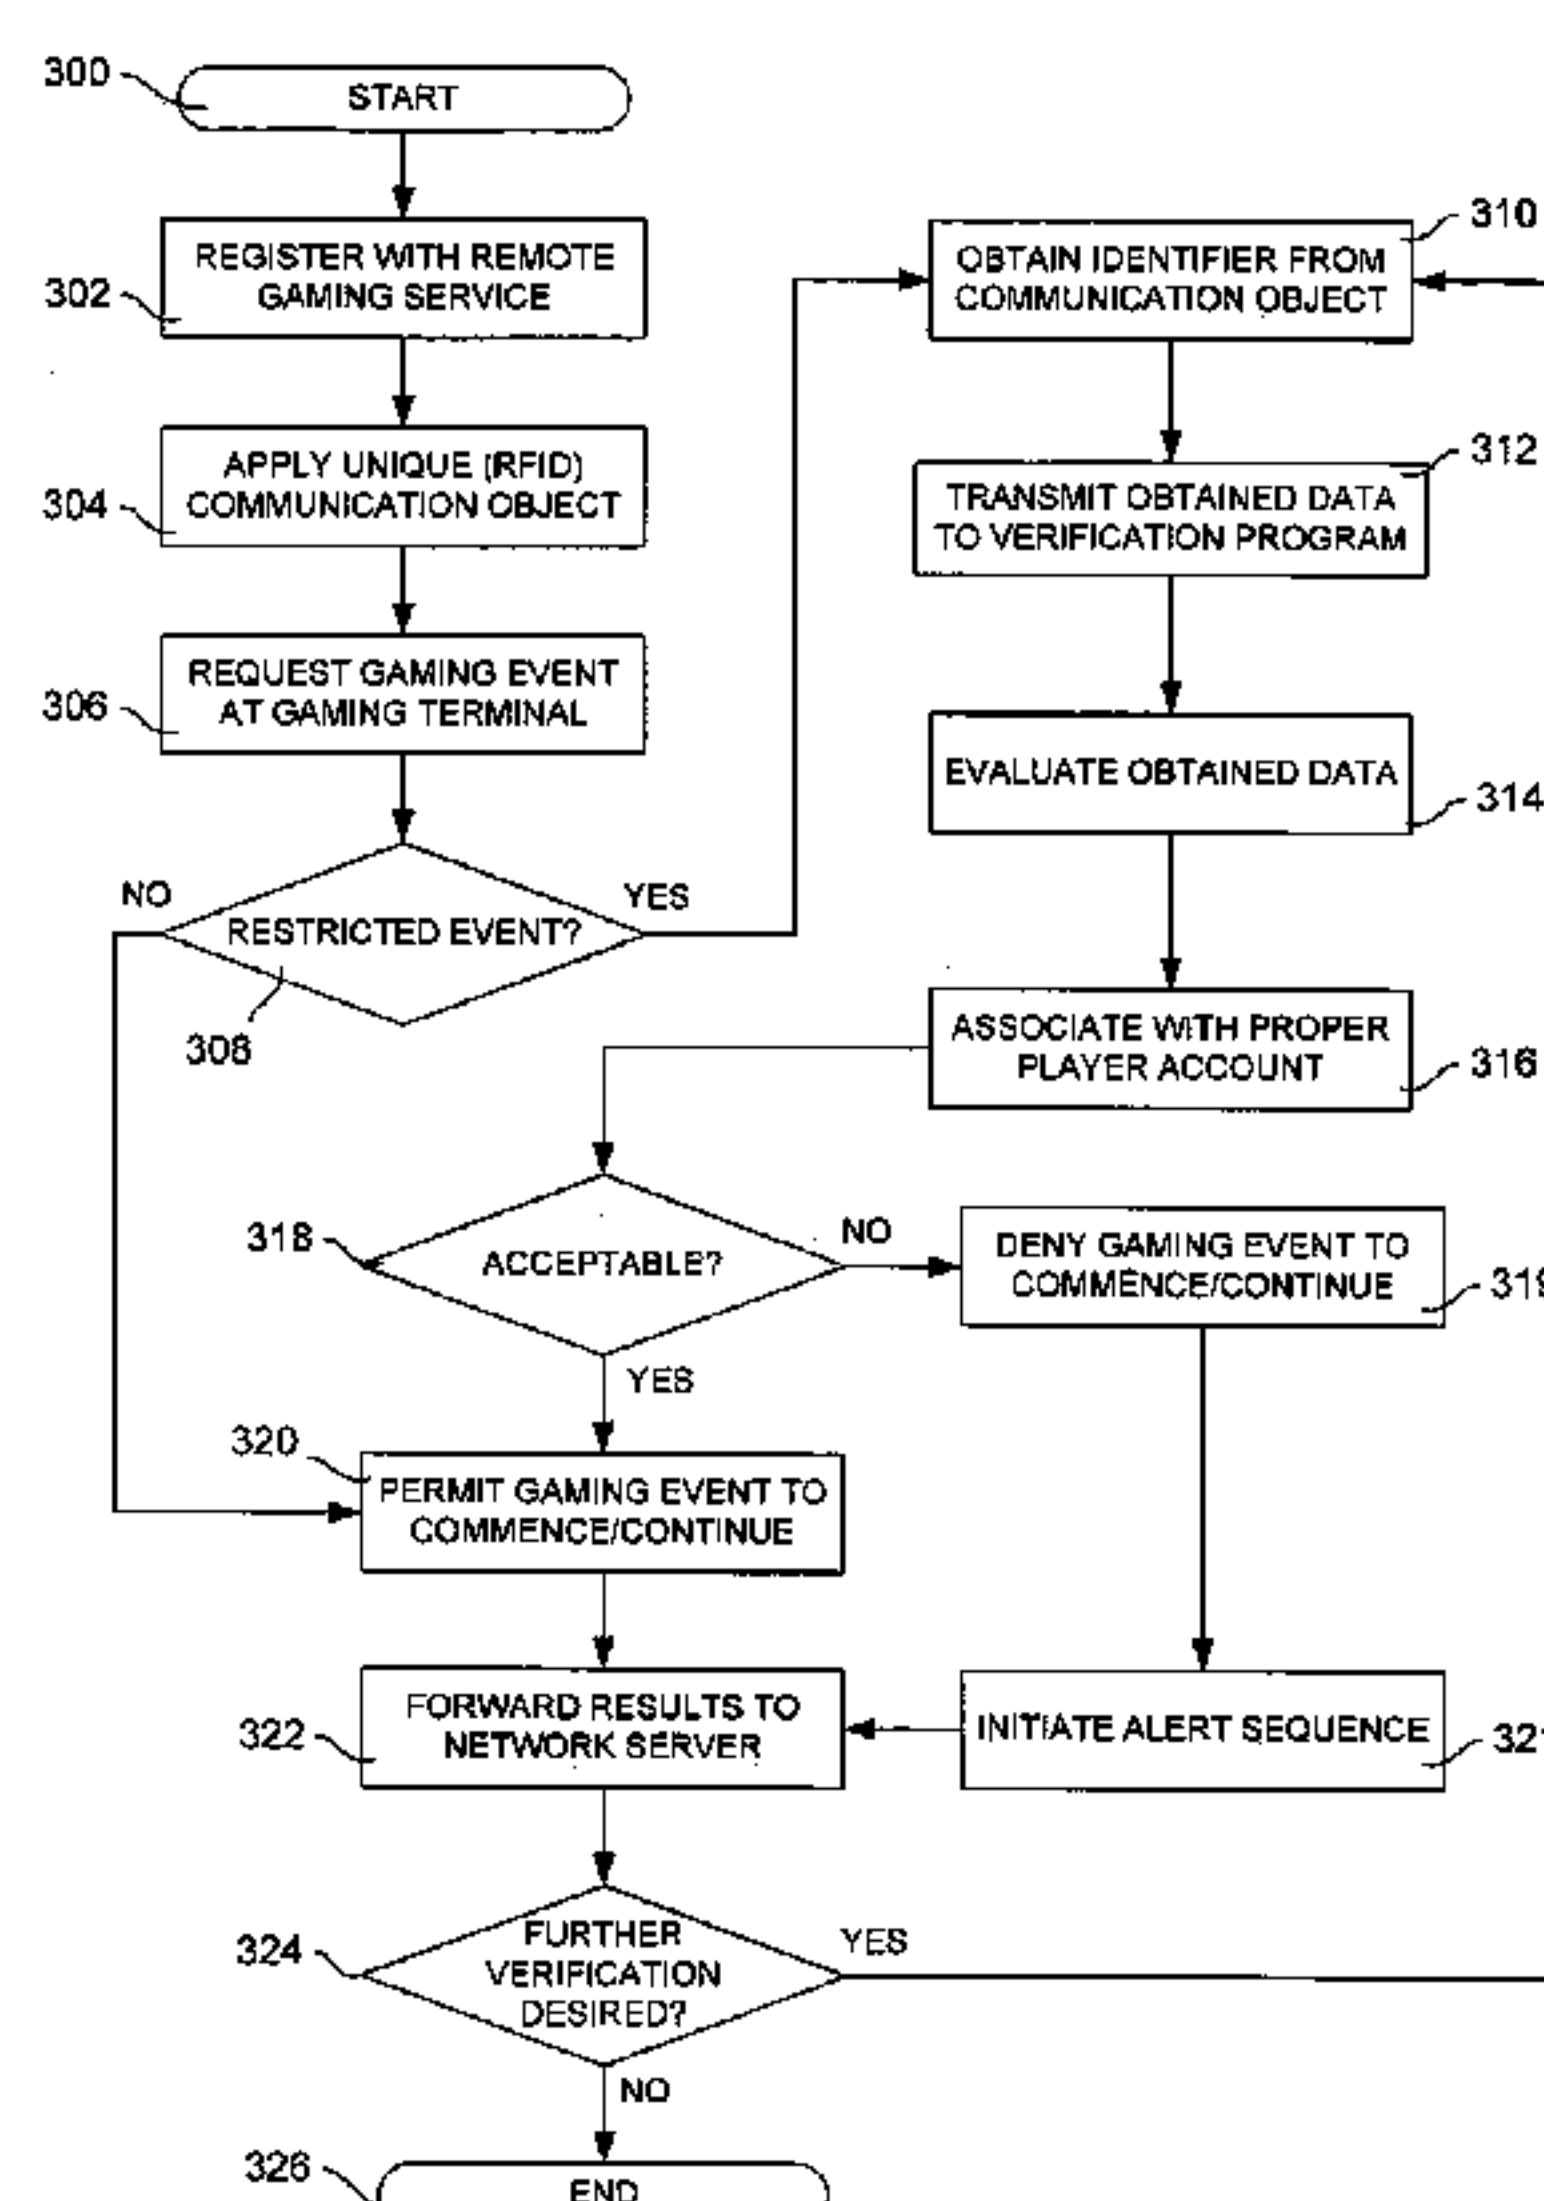 300
START
302
REGISTER WITH REMOTE
GAMING SERVICE
304
APPLY UNIQUE (RFID)
COMMUNICATION OBJECT
306
REQUEST GAMING EVENT
AT GAMING TERMINAL
NO
YES
RESTRICTED EVENT?
308
310
OBTAIN IDENTIFIER FROM
COMMUNICATION OBJECT
312
TRANSMIT OBTAINED DATA
TO VERIFICATION PROGRAM
EVALUATE OBTAINED DATA
314
ASSOCIATE WITH PROPER
PLAYER ACCOUNT
316
318
ACCEPTABLE?
NO
YES
DENY GAMING EVENT TO
COMMENCE/CONTINUE
319
320
PERMIT GAMING EVENT TO
COMMENCE/CONTINUE
322
FORWARD RESULTS TO
NETWORK SERVER
INITIATE ALERT SEQUENCE
321
324
FURTHER
VERIFICATION
DESIRED?
YES
NO
326
END